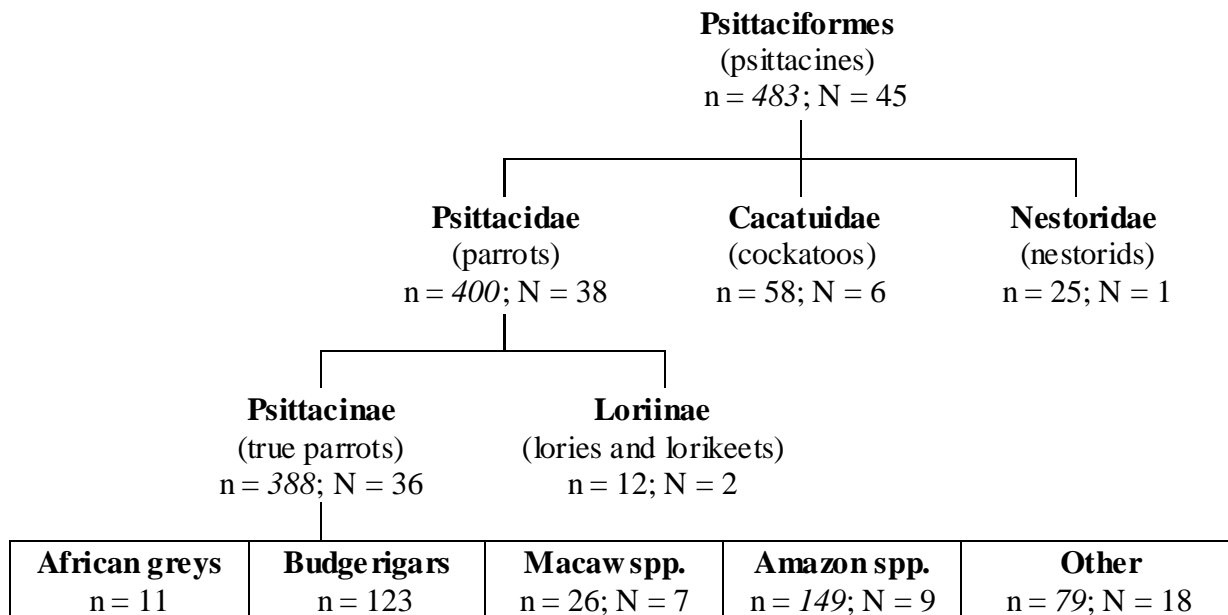 Psittaciformes
(psittacines)
n = 483; N = 45
Psittacidae
(parrots)
n = 400; N = 38
Cacatuidae
(cockatoos)
n = 58; N = 6
Nestoridae
(nestorids)
n = 25; N = 1
Psittacinae
(true parrots)
n = 388; N = 36
Loriinae
(lories and lorikeets)
n = 12; N = 2
African greys
n = 11
Budgerigars
n = 123
Macaw spp.
n = 26; N = 7
Amazon spp.
n = 149; N = 9
Other
n = 79; N = 18